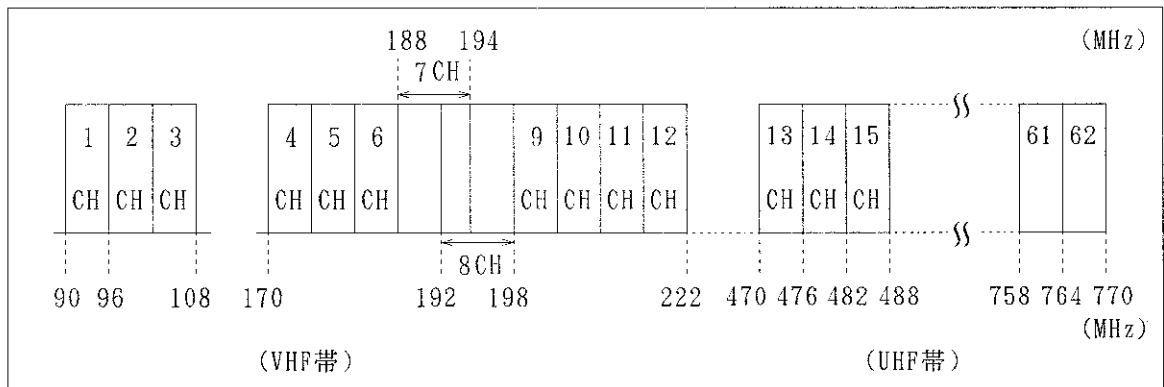 188 194 (MHz)
7CH
1 2 3 4 5 6 9 10 11 12 13 14 15 61 62
CH CH CH CH CH CH CH CH CH CH CH CH CH
8CH
90 96 108 170 192 198 222 470 476 482 488 758 764 770
(MHz)
(VHF帯) (UHF帯)